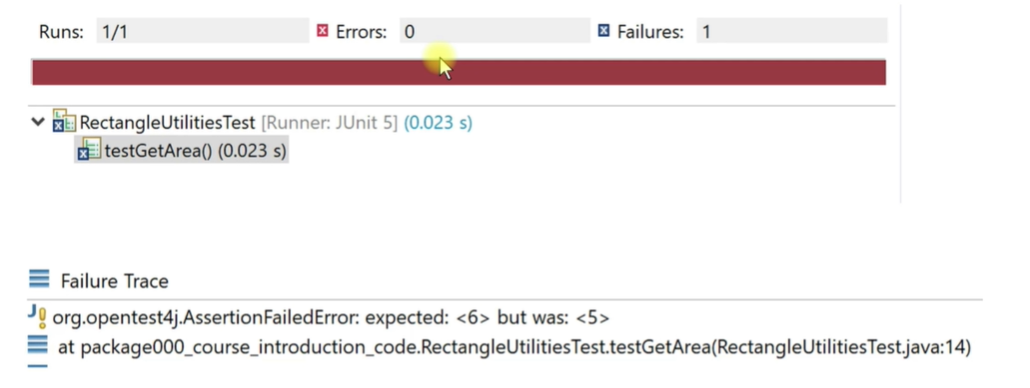 Runs: 1/1 Errors: 0 Failures: 1
RectangleUtilitiesTest [Runner: JUnit 5] (0.023 s)
testGetArea() (0.023 s)
Failure Trace
org.opentest4j.AssertionFailedError: expected: <6> but was: <5>
at package000_course_introduction_code.RectangleUtilitiesTest.testGetArea(RectangleUtilitiesTest.java:14)